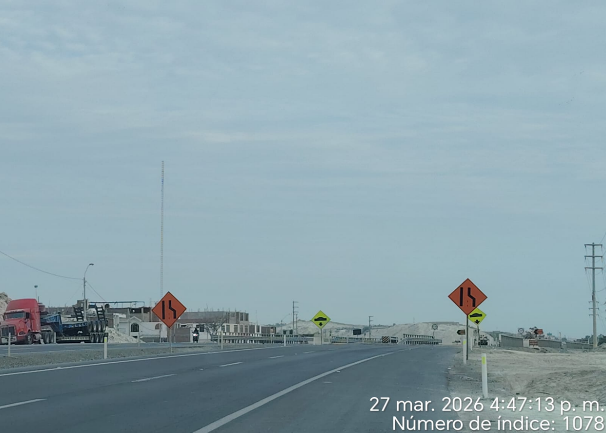 27 mar. 2026 4:47:13 p. m.
Número de índice: 1078